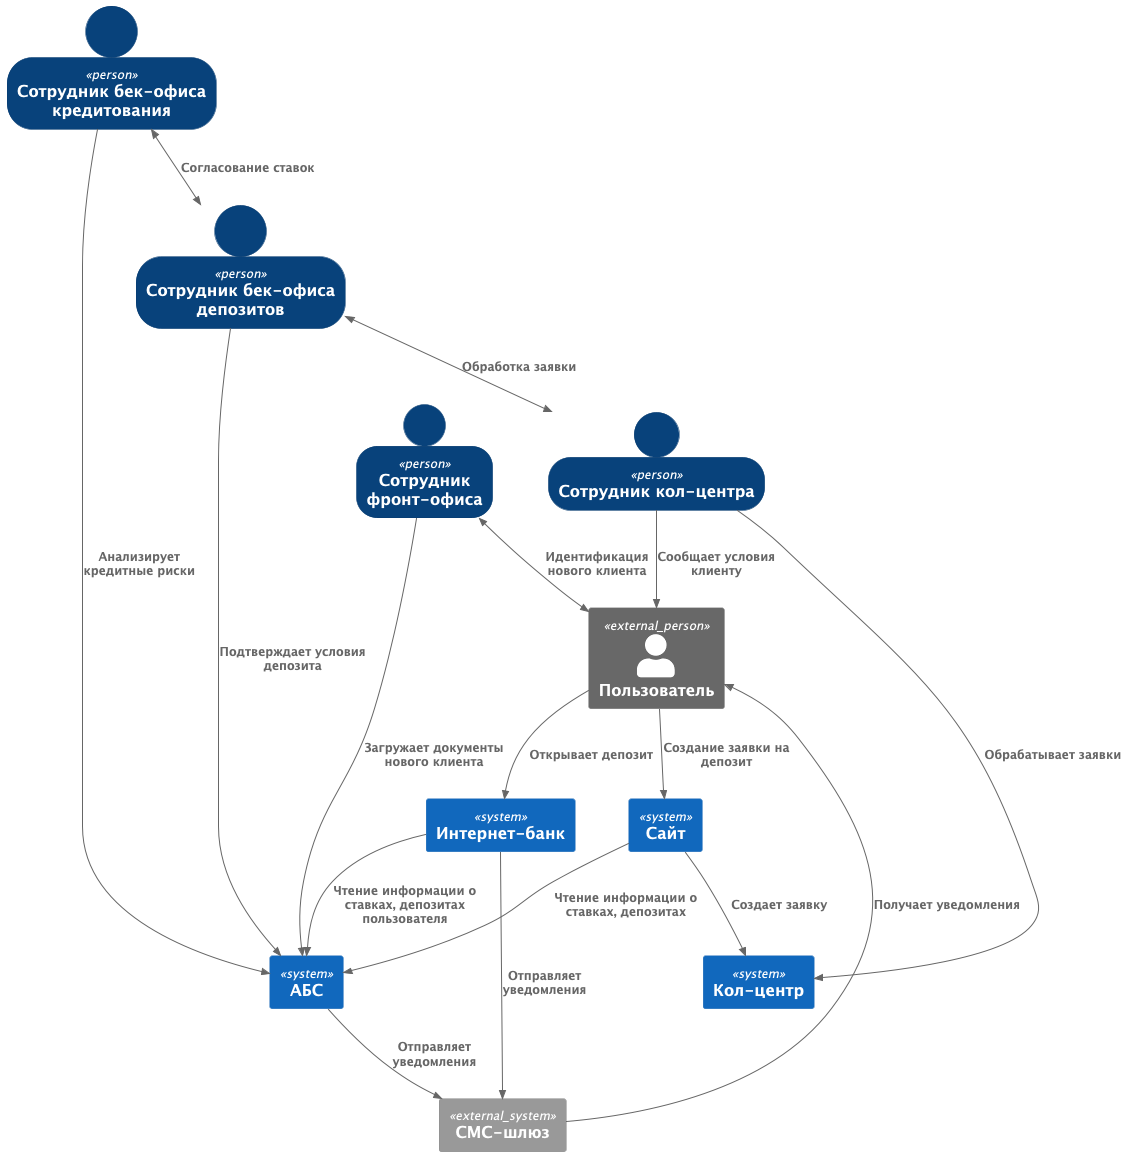 «person»
Сотрудник бек-офиса
кредитования
Согласование ставок
«person»
Сотрудник бек-офиса
депозитов
Обработка заявки
«person»
Сотрудник
фронт-офиса
«person»
Сотрудник кол-центра
Анализирует
кредитные риски
Идентификация
нового клиента
Сообщает условия
клиенту
«external_person»
Пользователь
Подтверждает условия
депозита
Загружает документы
нового клиента
Открывает депозит
Создание заявки на
депозит
Обрабатывает заявки
«system»
Интернет-банк
«system»
Сайт
Чтение информации о
ставках, депозитах
пользователя
Чтение информации о
ставках, депозитах
Создает заявку
Получает уведомления
«system»
АБС
Отправляет
уведомления
«system»
Кол-центр
Отправляет
уведомления
«external_system»
СМС-шлюз